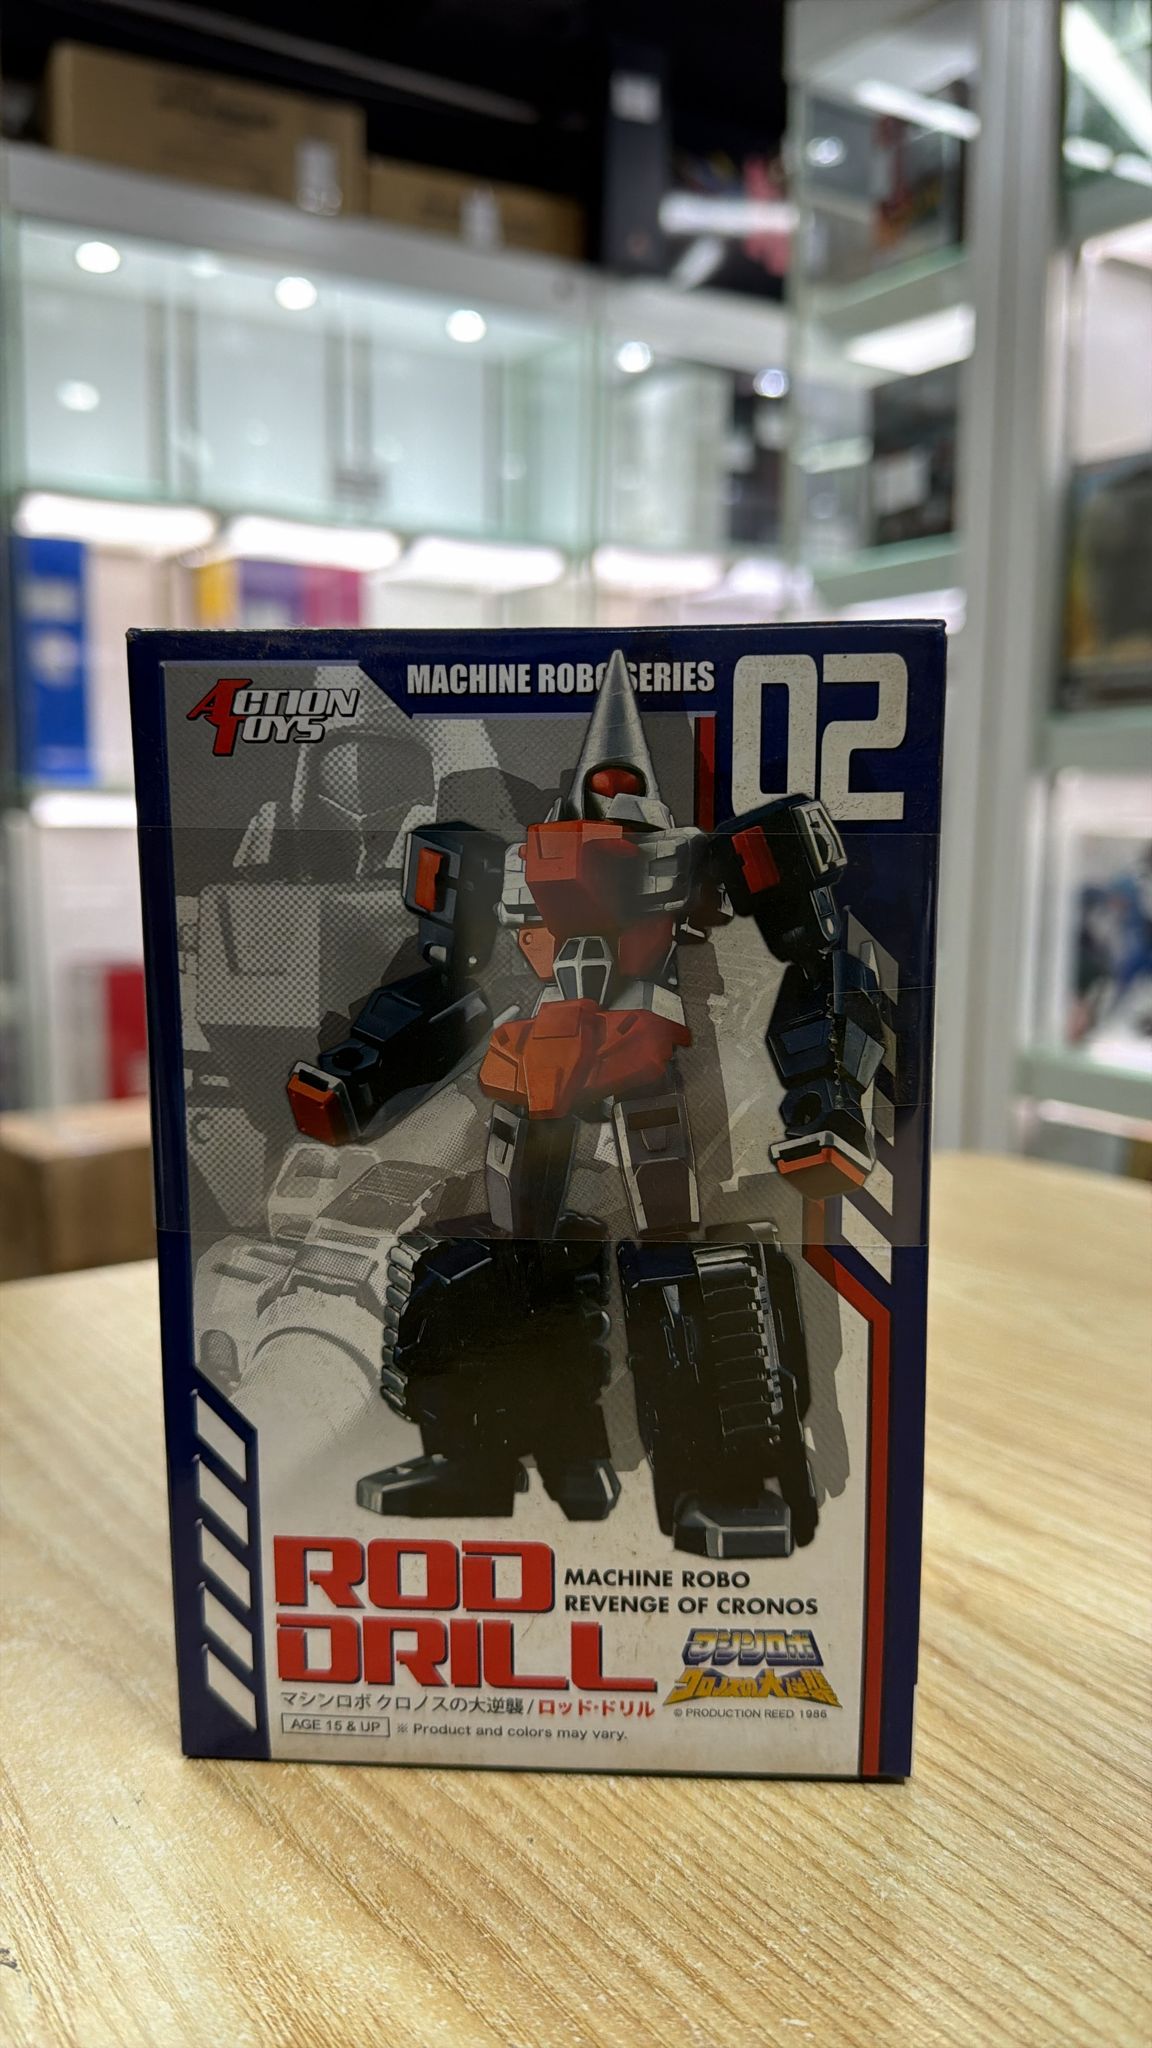 ACTION TOYS
MACHINE ROBO SERIES
02
ROD DRILL
MACHINE ROBO
REVENGE OF CRONOS
マシンロボ
クロノスの大逆襲
マシンロボ クロノスの大逆襲/ロッド・ドリル
© PRODUCTION REED 1986
AGE 15 & UP ※ Product and colors may vary.